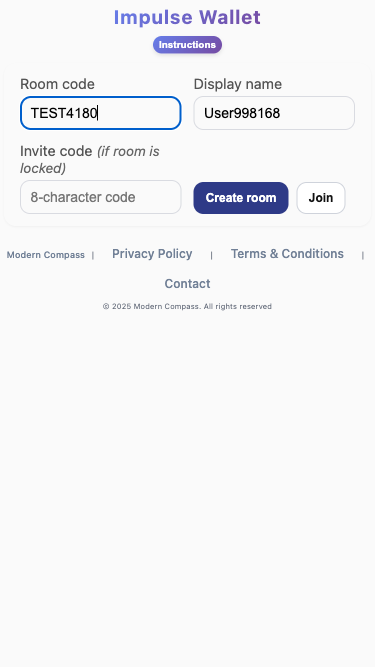 Impulse Wallet
Instructions
Room code
TEST4180
Display name
User998168
Invite code (if room is
locked)
8-character code
Create room
Join
Modern Compass | Privacy Policy | Terms & Conditions |
Contact
© 2025 Modern Compass. All rights reserved